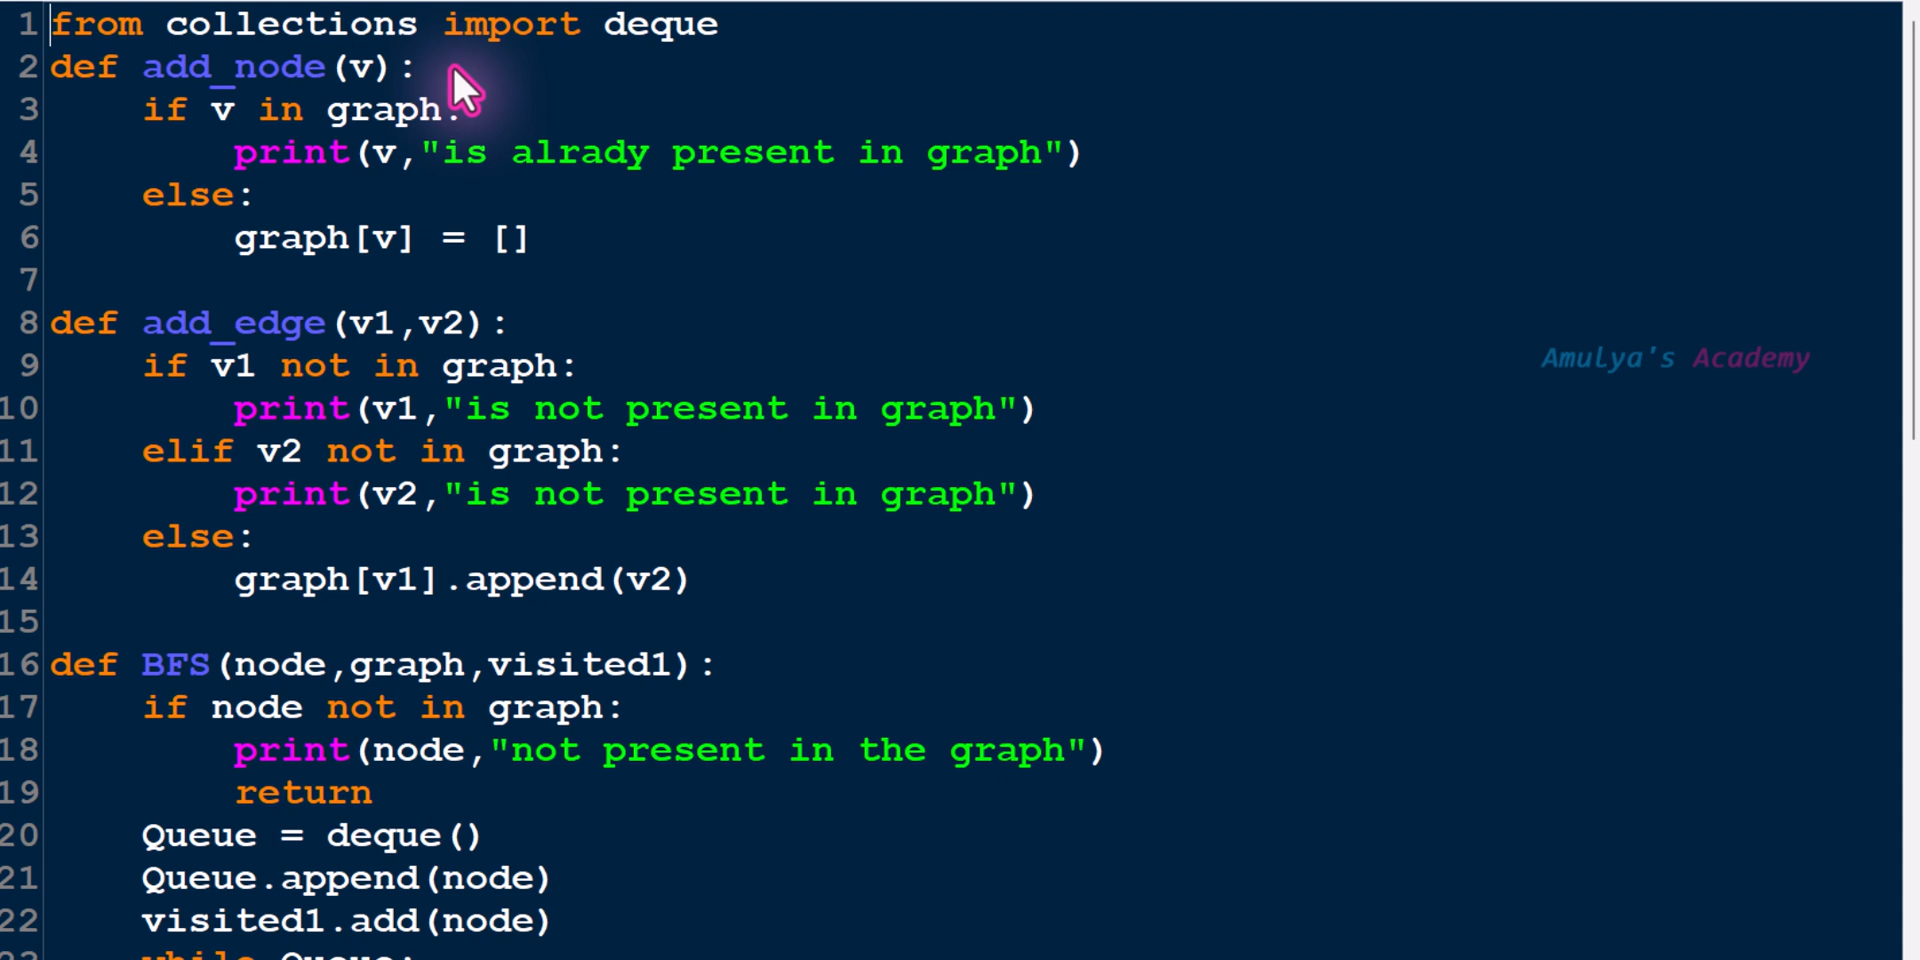 1 from collections import deque
2 def add_node(v):
3     if v in graph:
4         print(v,"is alrady present in graph")
5     else:
6         graph[v] = []
7
8 def add_edge(v1,v2):
9     if v1 not in graph:
10         print(v1,"is not present in graph")
11     elif v2 not in graph:
12         print(v2,"is not present in graph")
13     else:
14         graph[v1].append(v2)
15
16 def BFS(node,graph,visited1):
17     if node not in graph:
18         print(node,"not present in the graph")
19         return
20     Queue = deque()
21     Queue.append(node)
22     visited1.add(node)
23     while Queue:
Amulya's Academy